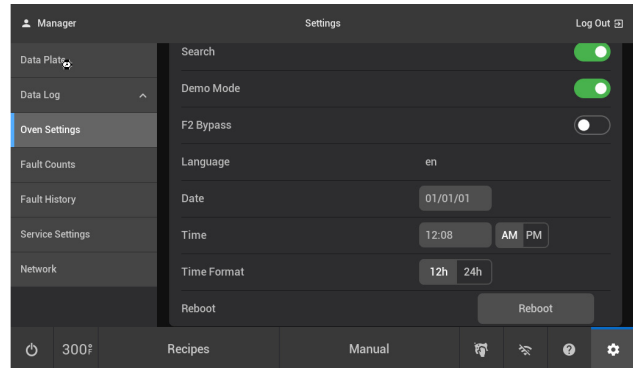 Manager Settings Log Out
Data Plate Search
Demo Mode
Data Log
F2 Bypass
Oven Settings
Language en
Fault Counts
Date 01/01/01
Fault History
Time 12:08 AM PM
Service Settings
Time Format 12h 24h
Network
Reboot Reboot
300°F Recipes Manual